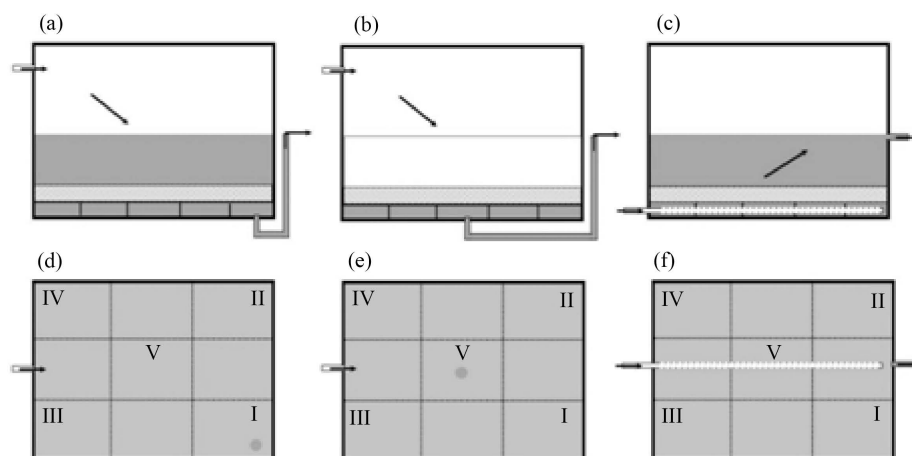 (a) (b) (c)
(d) (e) (f)
IV II IV II IV II
V V V
III I III I III I